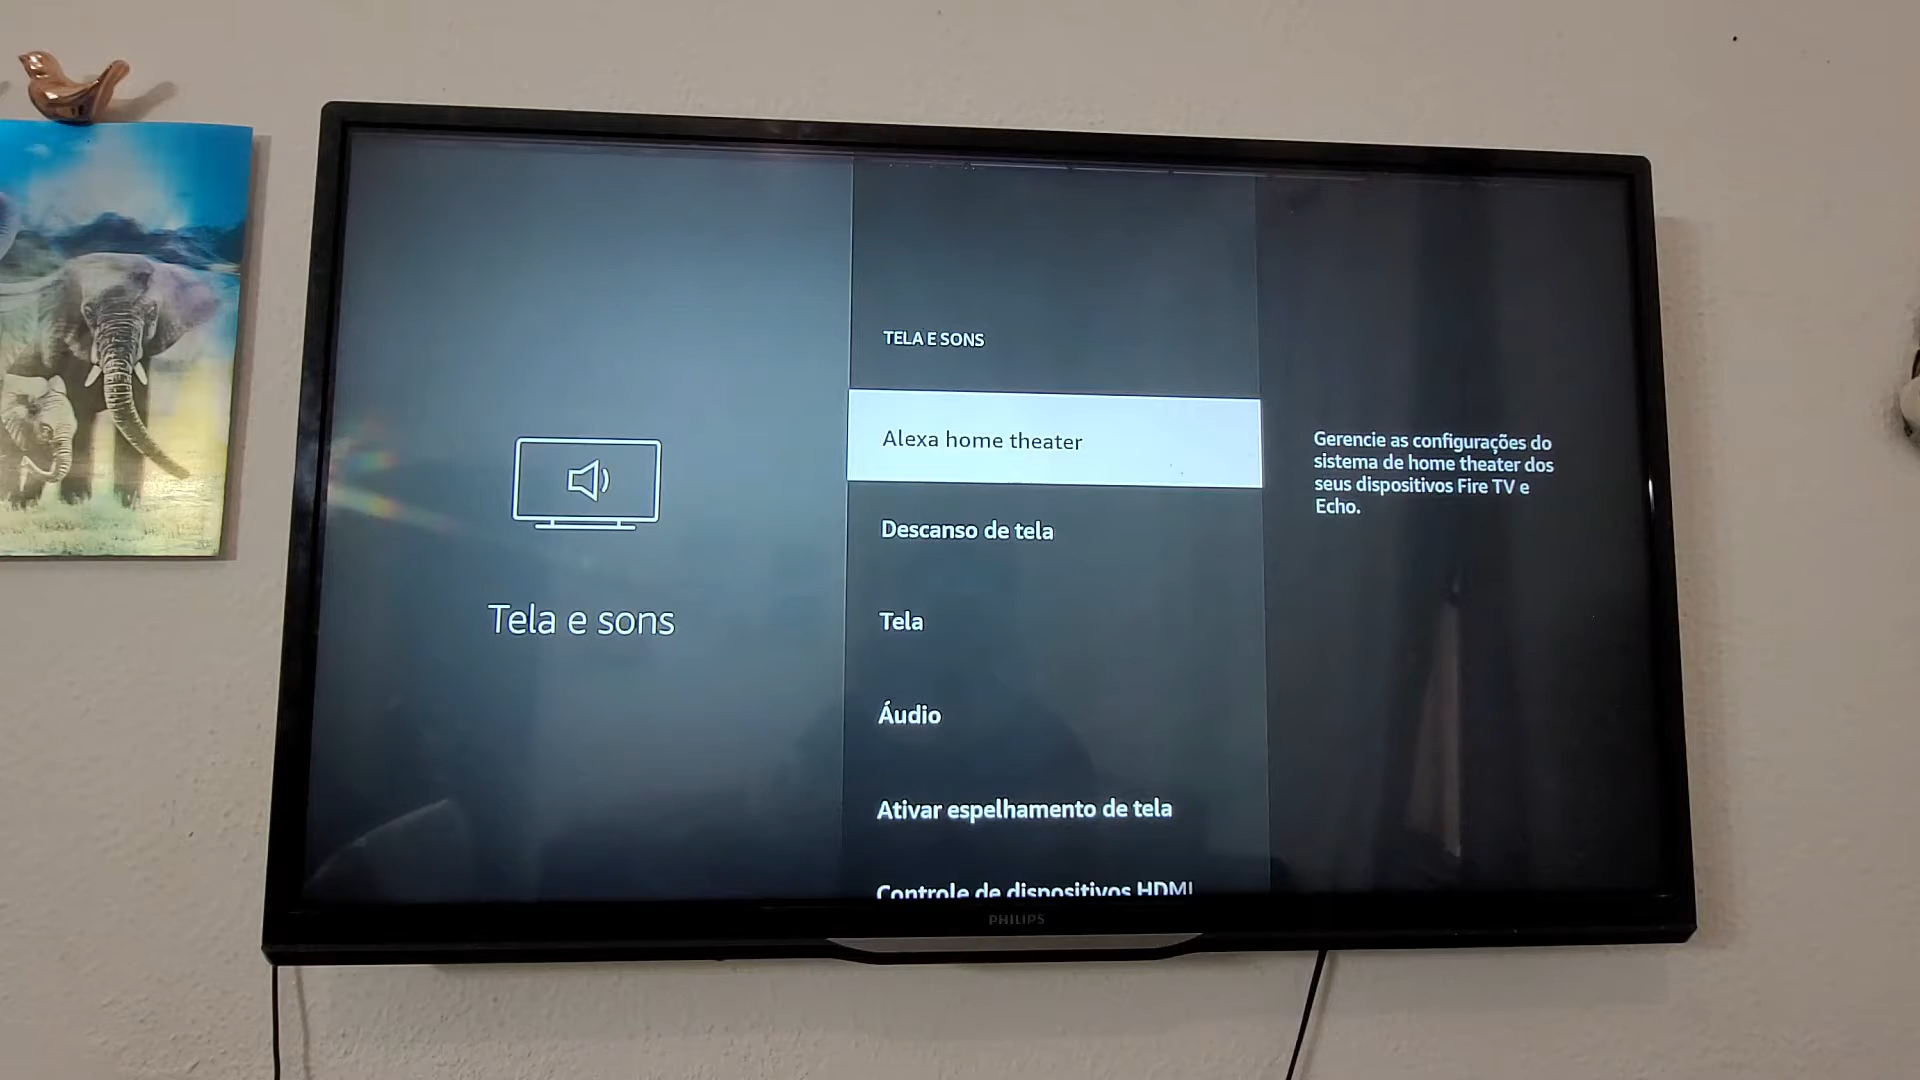 TELA E SONS
Alexa home theater
Gerencie as configurações do
sistema de home theater dos
seus dispositivos Fire TV e
Echo.
Descanso de tela
Tela e sons
Tela
Áudio
Ativar espelhamento de tela
Controle de dispositivos HDMI
PHILIPS